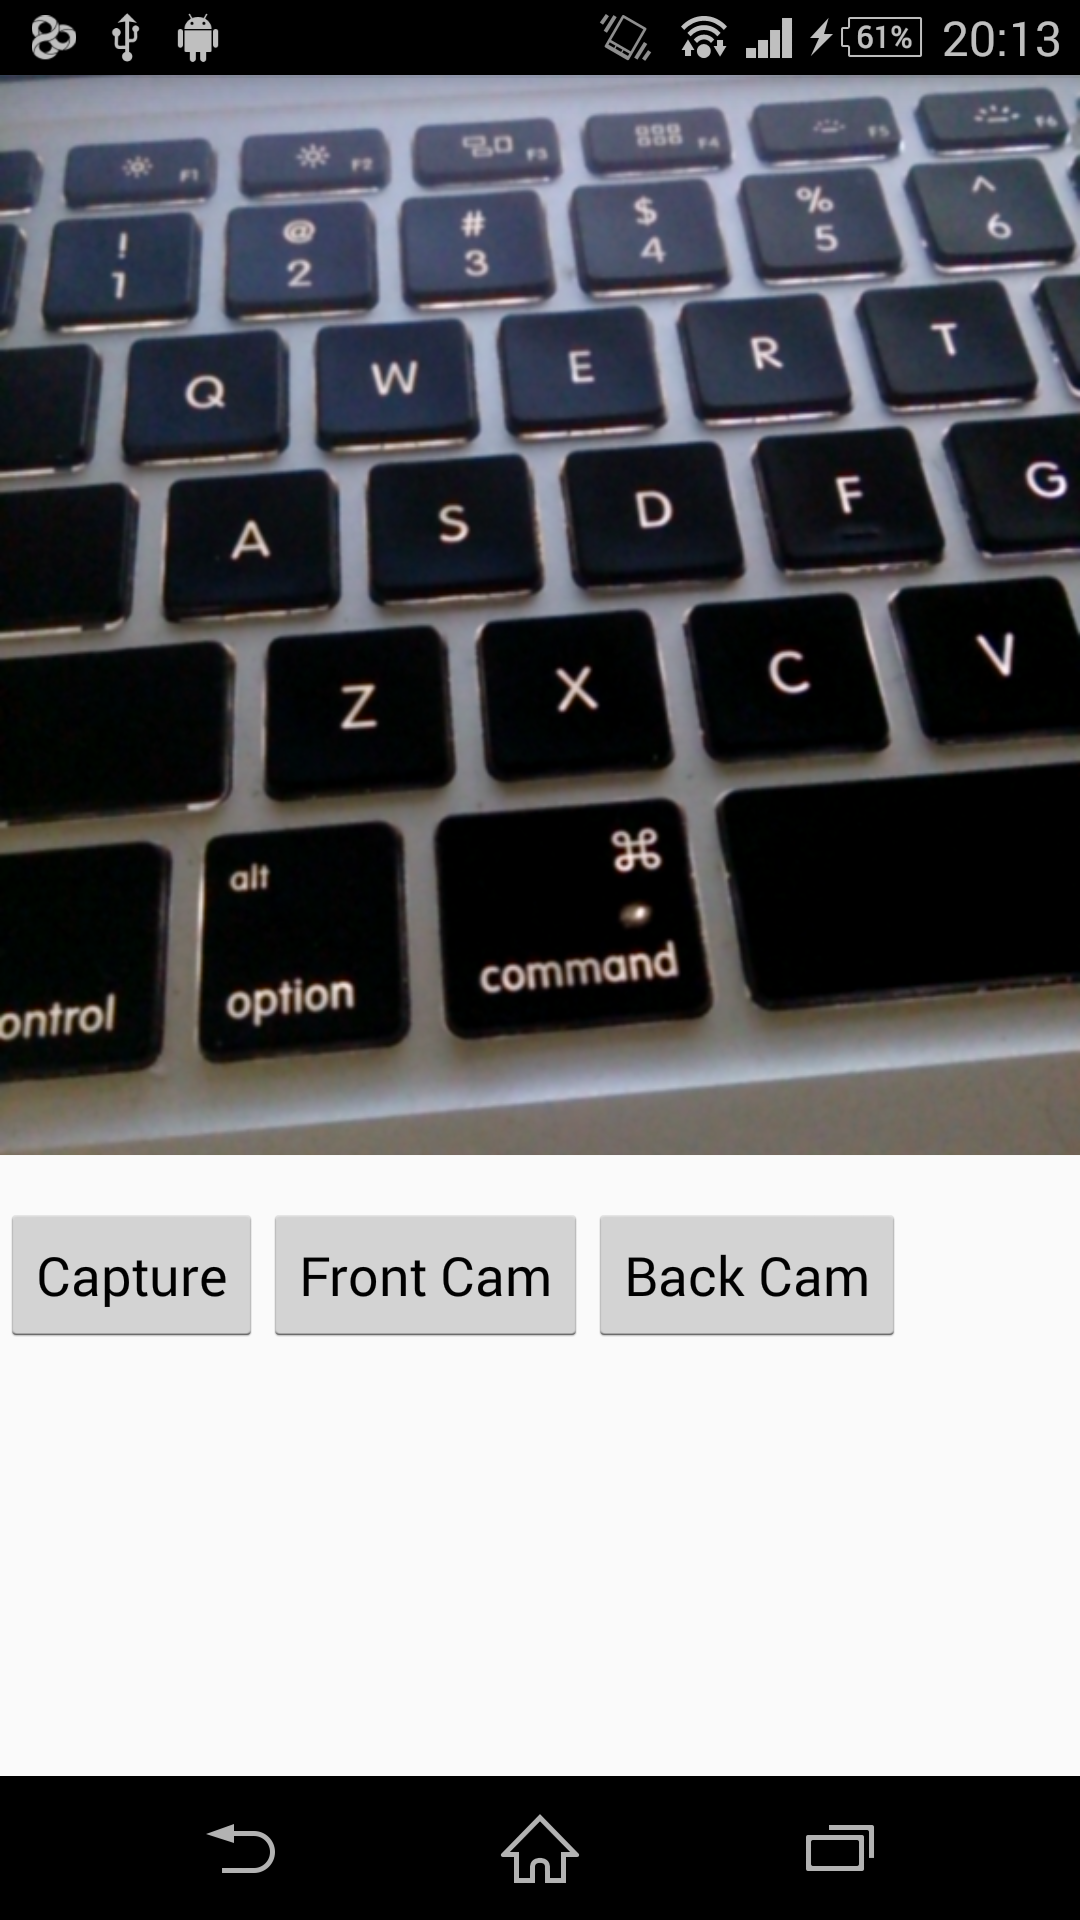 61% 20:13
F1 F2 F3 F4 F5 F6
! @ # $ % ^
1 2 3 4 5 6
Q W E R T
A S D F G
Z X C V
alt ⌘
option command
ontrol
Capture Front Cam Back Cam